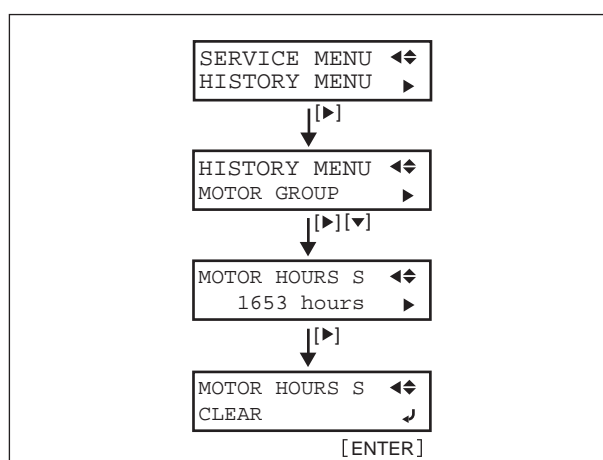 SERVICE MENU ◀◆
HISTORY MENU ▶
[▶]
HISTORY MENU ◀◆
MOTOR GROUP ▶
[▶][▼]
MOTOR HOURS S ◀◆
1653 hours ▶
[▶]
MOTOR HOURS S ◀◆
CLEAR ↵
[ENTER]